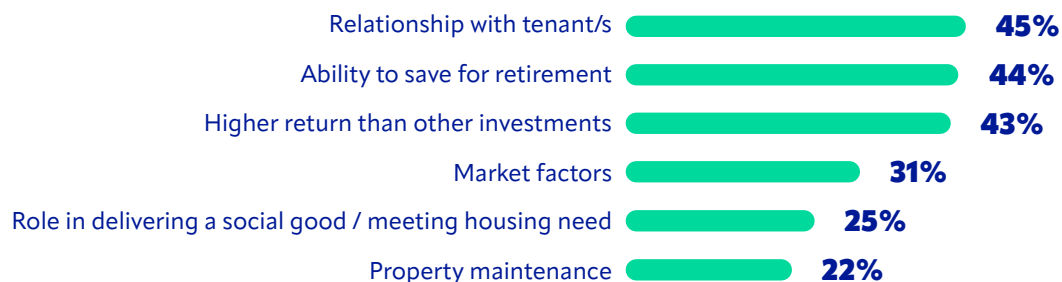 Relationship with tenant/s 45%
Ability to save for retirement 44%
Higher return than other investments 43%
Market factors 31%
Role in delivering a social good / meeting housing need 25%
Property maintenance 22%